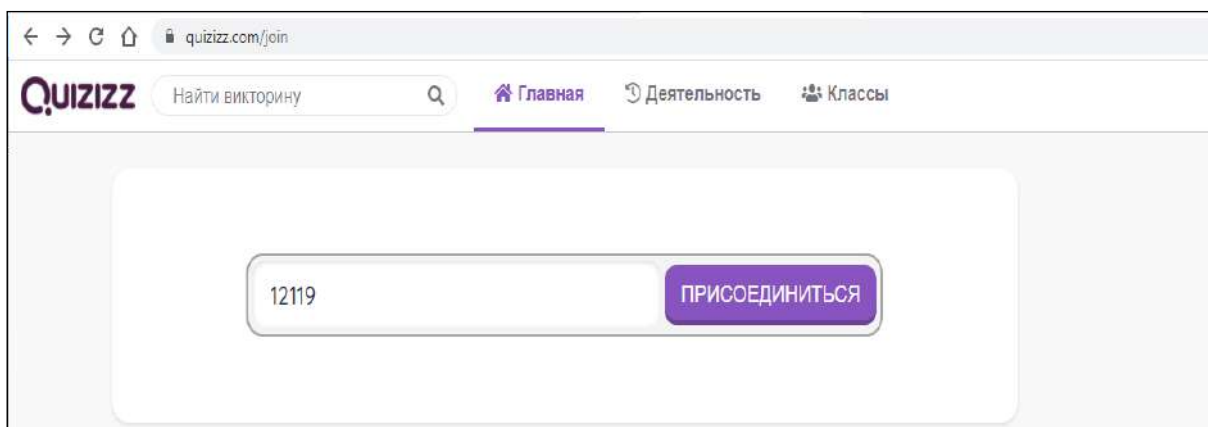 quizizz.com/join
QUIZIZZ Найти викторину Главная Деятельность Классы
12119 ПРИСОЕДИНИТЬСЯ